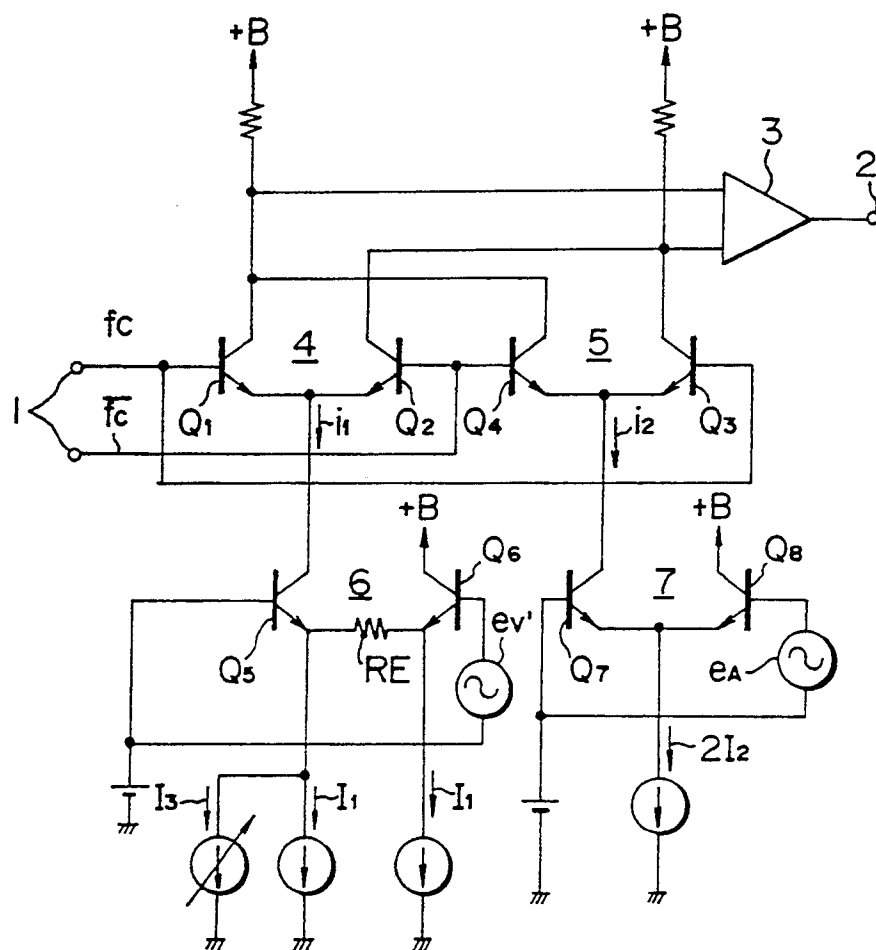 +B +B
3
2
fc
4
5
1
Q1 i1 Q2 Q4 i2 Q3
f̅c̅
+B +B
Q6 Q8
6
7
ev'
Q5 RE Q7 eA
2I2
I3 I1 I1